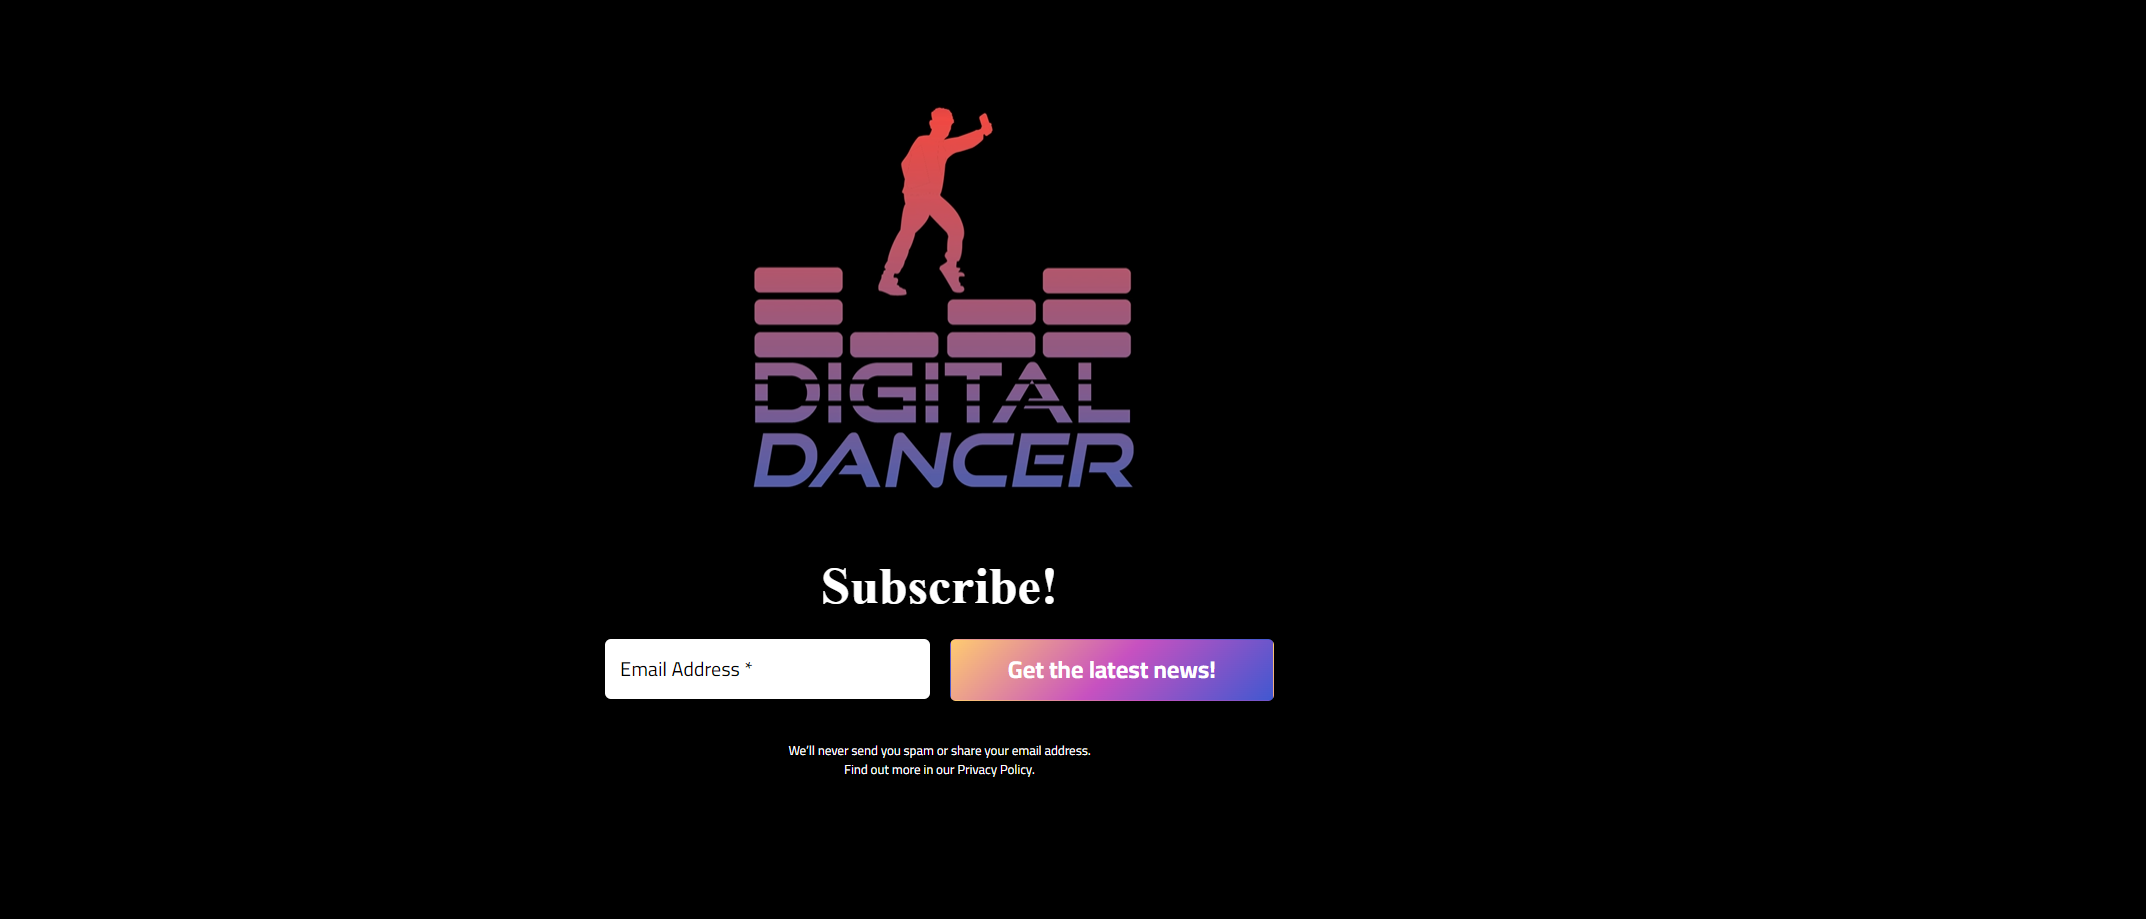 DIGITAL
DANCER
Subscribe!
Email Address *
Get the latest news!
We'll never send you spam or share your email address.
Find out more in our Privacy Policy.